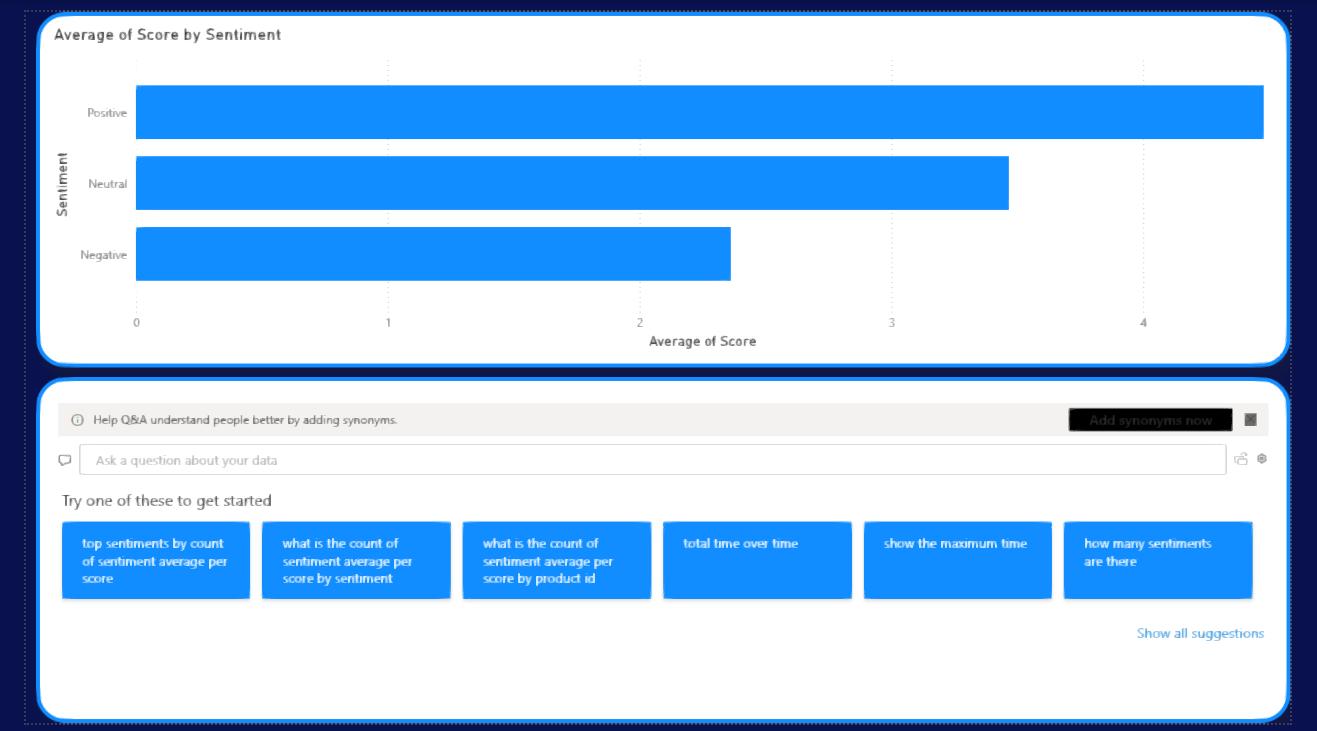 Average of Score by Sentiment
Sentiment
Positive
Neutral
Negative
0 1 2 3 4
Average of Score
Help Q&A understand people better by adding synonyms.
Add synonyms now
Ask a question about your data
Try one of these to get started
top sentiments by count
of sentiment average per
score
what is the count of
sentiment average per
score by sentiment
what is the count of
sentiment average per
score by product id
total time over time
show the maximum time
how many sentiments
are there
Show all suggestions